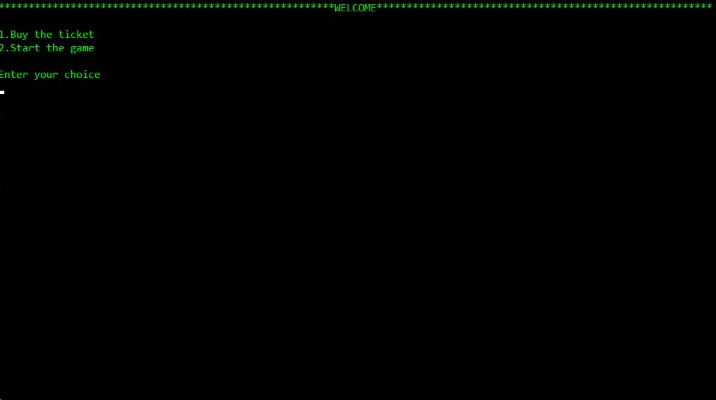 ********************************************************WELCOME********************************************************
1.Buy the ticket
2.Start the game
Enter your choice